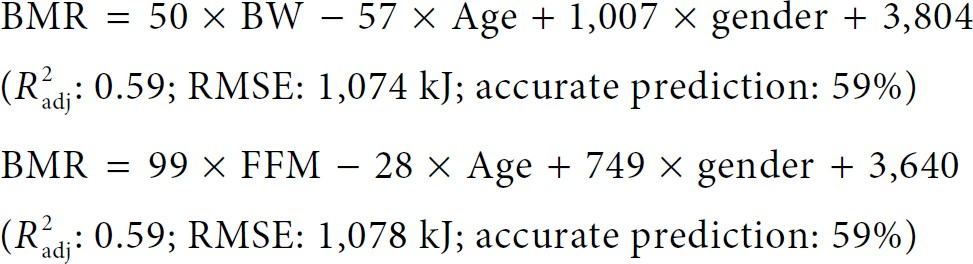 BMR = 50 × BW − 57 × Age + 1,007 × gender + 3,804
(R²adj: 0.59; RMSE: 1,074 kJ; accurate prediction: 59%)
BMR = 99 × FFM − 28 × Age + 749 × gender + 3,640
(R²adj: 0.59; RMSE: 1,078 kJ; accurate prediction: 59%)